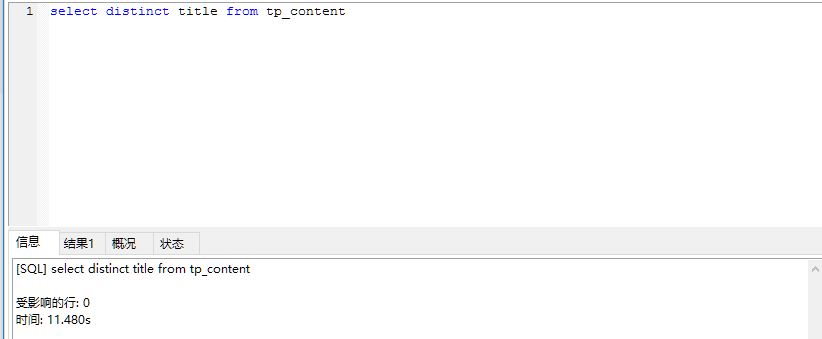 1 select distinct title from tp_content
信息 结果1 概况 状态
[SQL] select distinct title from tp_content
受影响的行: 0
时间: 11.480s